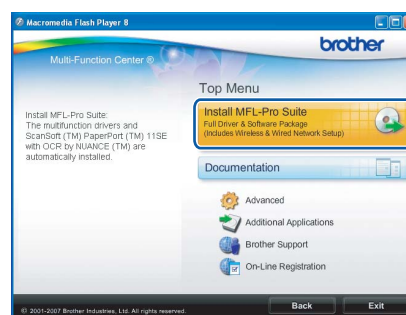 Macromedia Flash Player 8
brother
Multi-Function Center ®
Top Menu
Install MFL-Pro Suite:
The multifunction drivers and
ScanSoft (TM) PaperPort (TM) 11SE
with OCR by NUANCE (TM) are
automatically installed.
Install MFL-Pro Suite
Full Driver & Software Package
(Includes Wireless & Wired Network Setup)
Documentation
Advanced
Additional Applications
Brother Support
On-Line Registration
© 2001-2007 Brother Industries, Ltd. All rights reserved.
Back
Exit